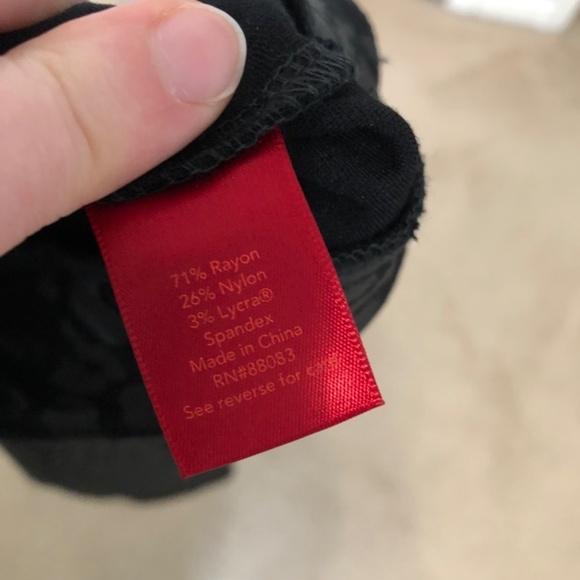 71% Rayon
26% Nylon
3% Lycra®
Spandex
Made in China
RN#88083
See reverse for care